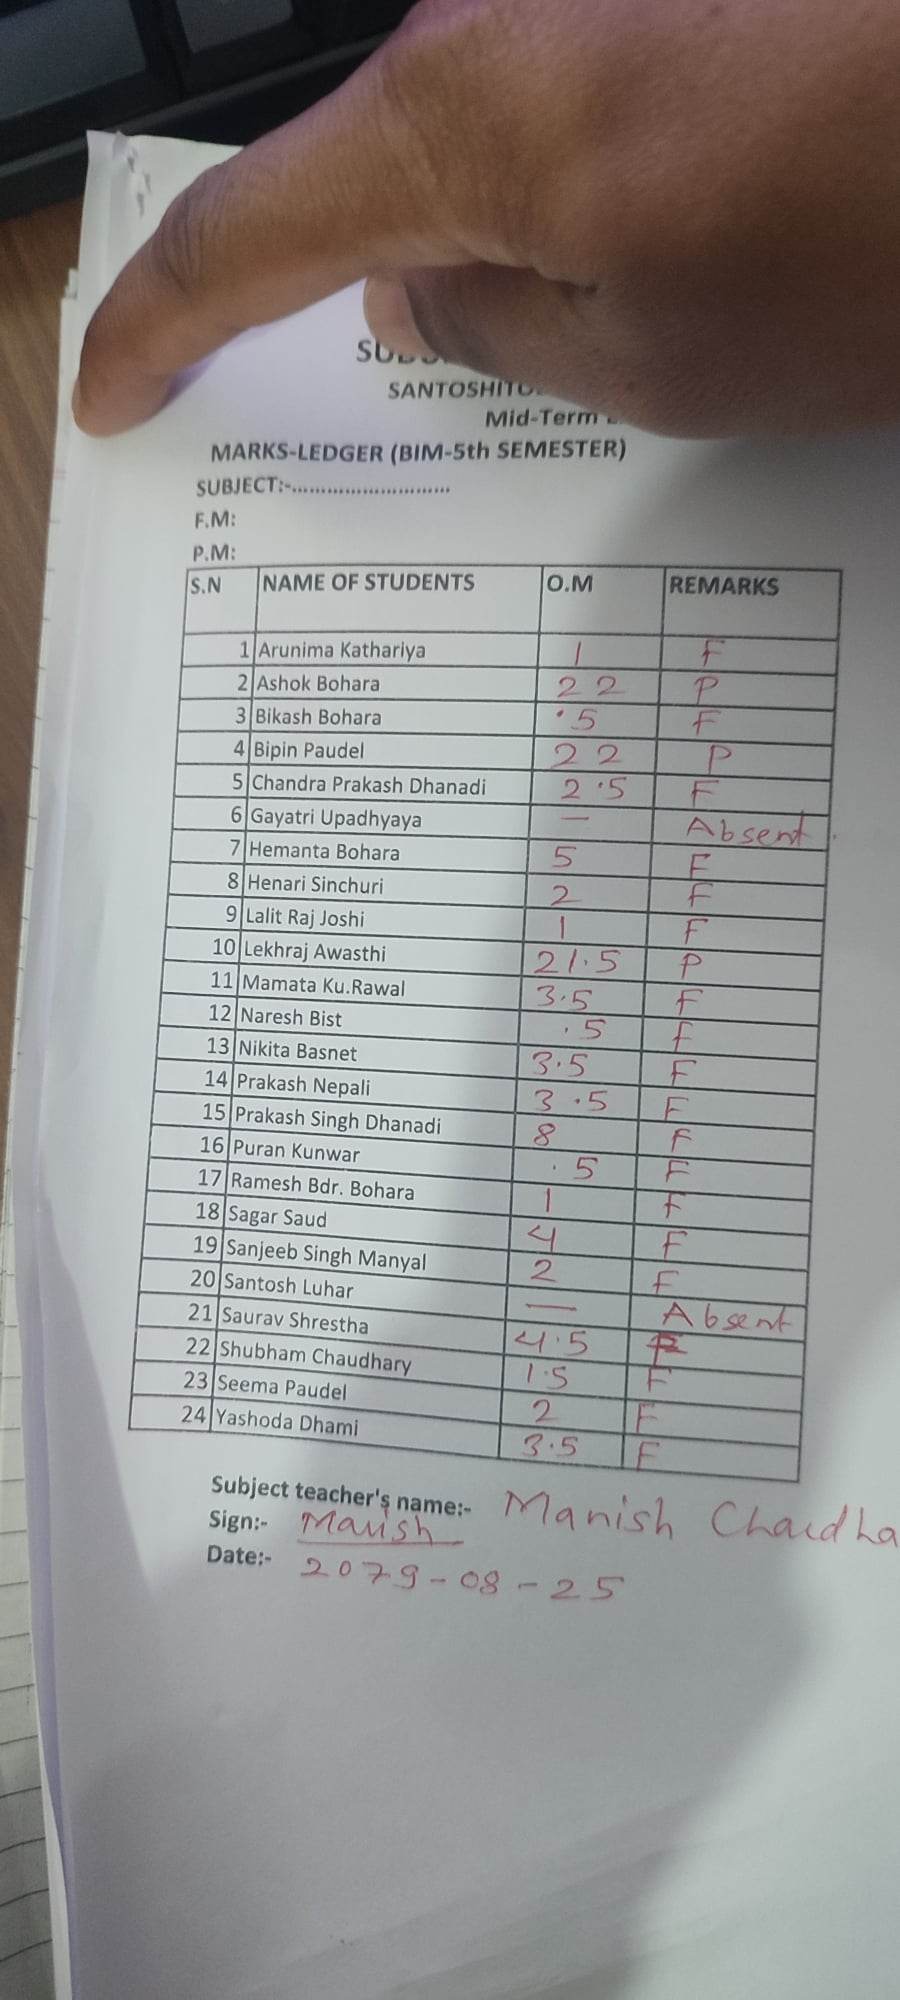 SANTOSHITO
Mid-Term
MARKS-LEDGER (BIM-5th SEMESTER)
SUBJECT:-............................
F.M:
P.M:
S.N NAME OF STUDENTS O.M REMARKS
1 Arunima Kathariya 1 F
2 Ashok Bohara 22 P
3 Bikash Bohara .5 F
4 Bipin Paudel 22 P
5 Chandra Prakash Dhanadi 2.5 F
6 Gayatri Upadhyaya — Absent
7 Hemanta Bohara 5 F
8 Henari Sinchuri 2 F
9 Lalit Raj Joshi 1 F
10 Lekhraj Awasthi 21.5 P
11 Mamata Ku.Rawal 3.5 F
12 Naresh Bist .5 F
13 Nikita Basnet 3.5 F
14 Prakash Nepali 3.5 F
15 Prakash Singh Dhanadi 8 F
16 Puran Kunwar .5 F
17 Ramesh Bdr. Bohara 1 F
18 Sagar Saud 4 F
19 Sanjeeb Singh Manyal 2 F
20 Santosh Luhar — Absent
21 Saurav Shrestha 4.5 F
22 Shubham Chaudhary 1.5 F
23 Seema Paudel 2 F
24 Yashoda Dhami 3.5 F
Subject teacher's name:- Manish Chaudha
Sign:- Manish
Date:- 2079-08-25